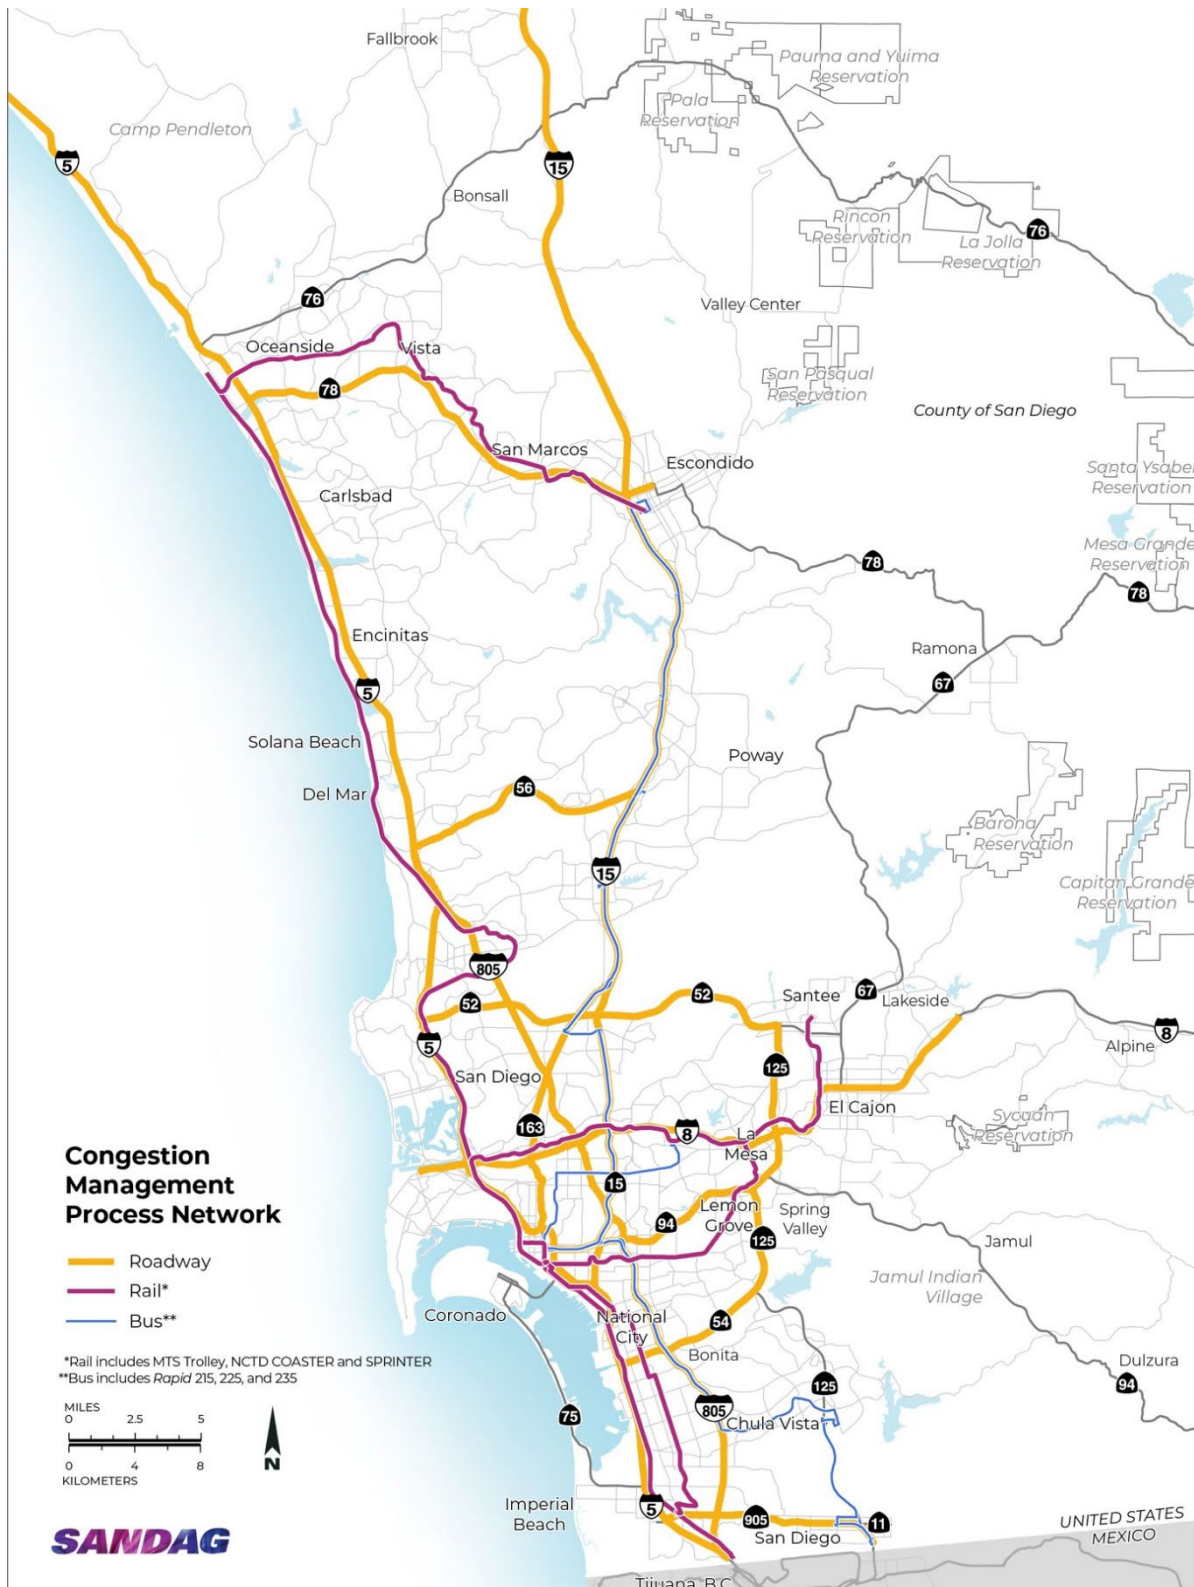 Fallbrook
Pauma and Yuima
Reservation
Pala
Reservation
Camp Pendleton
5
15
Bonsall
Rincon
Reservation
La Jolla
Reservation
76
76
Valley Center
Oceanside
Vista
San Pasqual
Reservation
78
County of San Diego
San Marcos
Escondido
Santa Ysabel
Reservation
Carlsbad
Mesa Grande
Reservation
78
78
Encinitas
Ramona
67
5
Solana Beach
Poway
Del Mar
56
Barona
Reservation
15
Capitan Grande
Reservation
805
52
52
Santee
67
Lakeside
5
8
Alpine
San Diego
125
El Cajon
163
8
La
Mesa
Sycuan
Reservation
Congestion
Management
Process Network
15
94
Lemon
Grove
Spring
Valley
125
Jamul
Roadway
Rail*
Bus**
Jamul Indian
Village
Coronado
National
City
54
Bonita
*Rail includes MTS Trolley, NCTD COASTER and SPRINTER
**Bus includes Rapid 215, 225, and 235
Dulzura
94
125
MILES
0 2.5 5
0 4 8
KILOMETERS
N
75
805
Chula Vista
Imperial
Beach
5
905
San Diego
11
UNITED STATES
MEXICO
SANDAG
Tijuana, B.C.